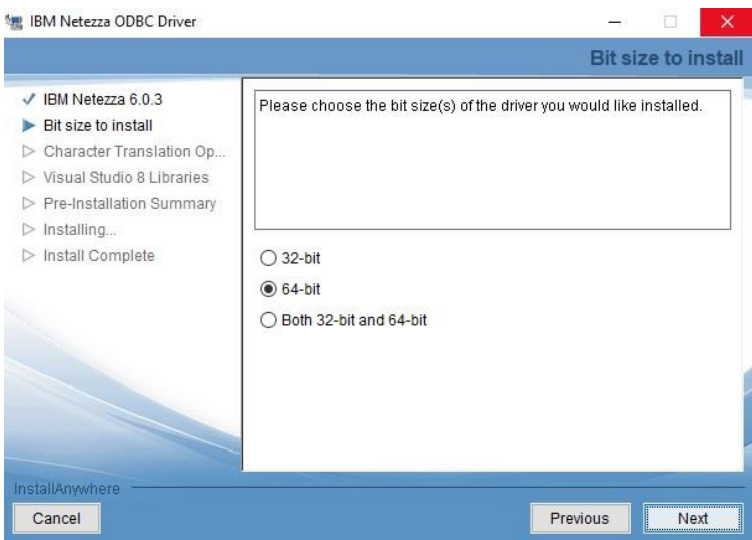 IBM Netezza ODBC Driver
Bit size to install
IBM Netezza 6.0.3
Bit size to install
Character Translation Op...
Visual Studio 8 Libraries
Pre-Installation Summary
Installing...
Install Complete
Please choose the bit size(s) of the driver you would like installed.
32-bit
64-bit
Both 32-bit and 64-bit
InstallAnywhere
Cancel
Previous
Next